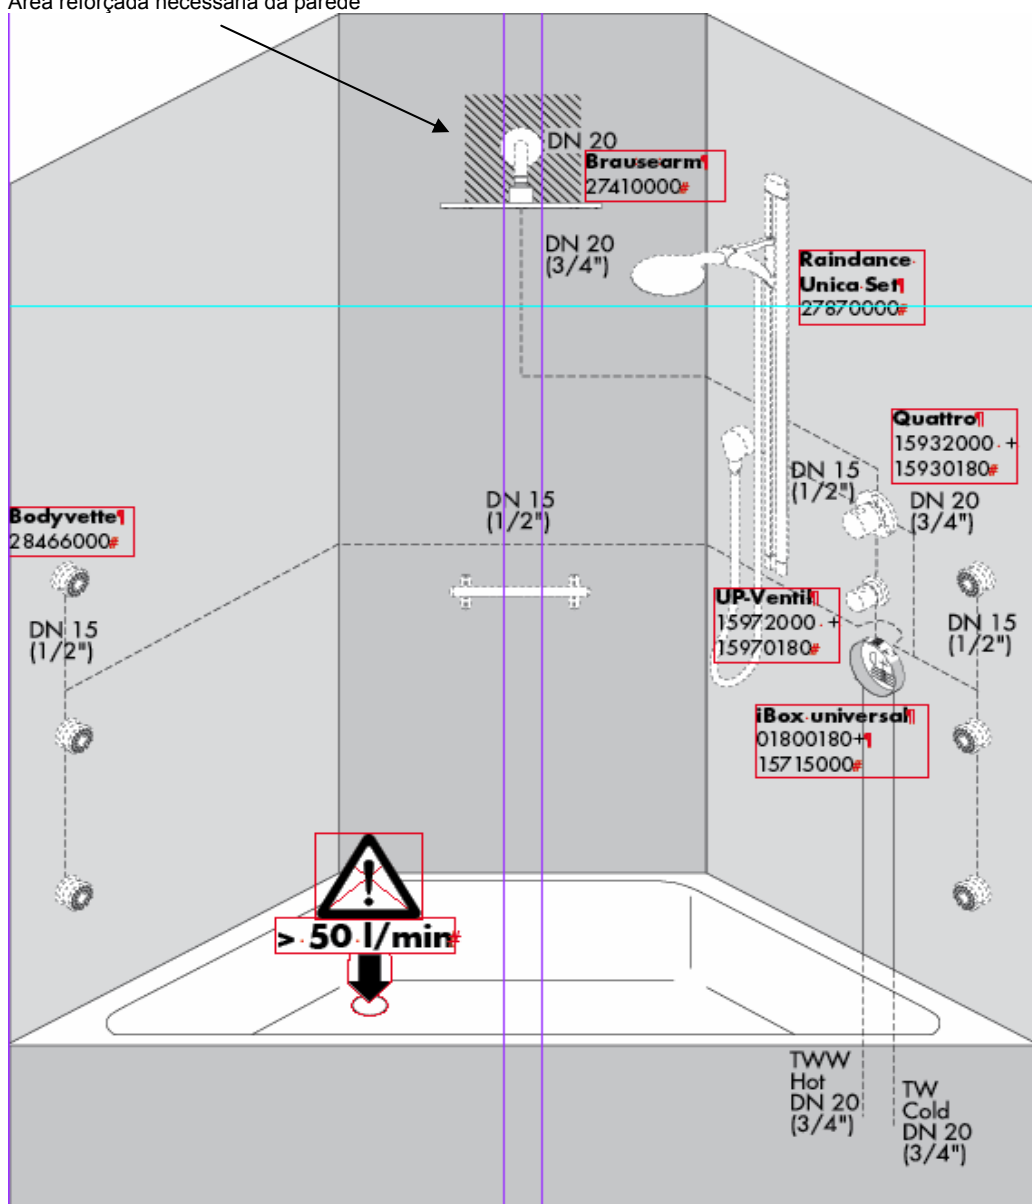 Área reforçada necessária da parede
DN 20
Brausearm¶
27410000#
DN 20
(3/4")
Raindance·
Unica·Set¶
27870000#
Quattro¶
15932000·+
15930180#
DN 15
(1/2")
DN 20
(3/4")
DN 15
(1/2")
Bodyvette¶
28466000#
DN 15
(1/2")
UP-Ventil¶
15972000·+
15970180#
DN 15
(1/2")
iBox·universal¶
01800180+¶
15715000#
!
>·50·l/min#
TWW
Hot
DN 20
(3/4")
TW
Cold
DN 20
(3/4")